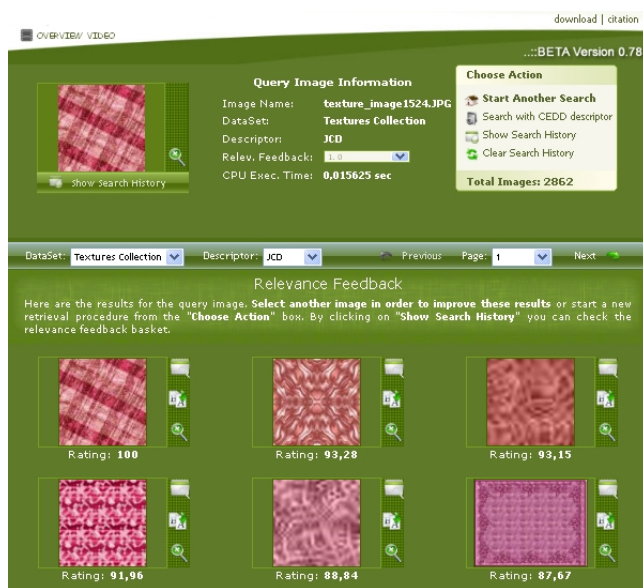 download | citation
OVERVIEW VIDEO
..::BETA Version 0.78
Query Image Information
Image Name: texture_image1524.JPG
DataSet: Textures Collection
Descriptor: JCD
Relev. Feedback: 1.0
CPU Exec. Time: 0,015625 sec
Show Search History
Choose Action
Start Another Search
Search with CEDD descriptor
Show Search History
Clear Search History
Total Images: 2862
DataSet: Textures Collection Descriptor: JCD Previous Page: 1 Next
Relevance Feedback
Here are the results for the query image. Select another image in order to improve these results or start a new
retrieval procedure from the "Choose Action" box. By clicking on "Show Search History" you can check the
relevance feedback basket.
Rating: 100 Rating: 93,28 Rating: 93,15
Rating: 91,96 Rating: 88,84 Rating: 87,67